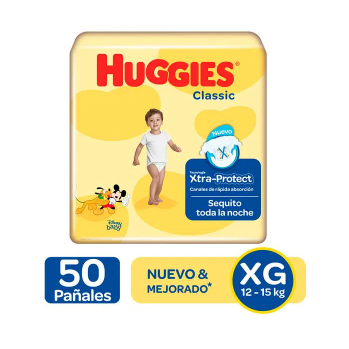 HUGGIES®
Classic
Nuevo
X
Tecnología
Xtra-Protect
Canales de rápida absorción
Sequito
toda la noche
Disney
baby
50
Pañales
NUEVO &
MEJORADO*
XG
12 - 15 kg